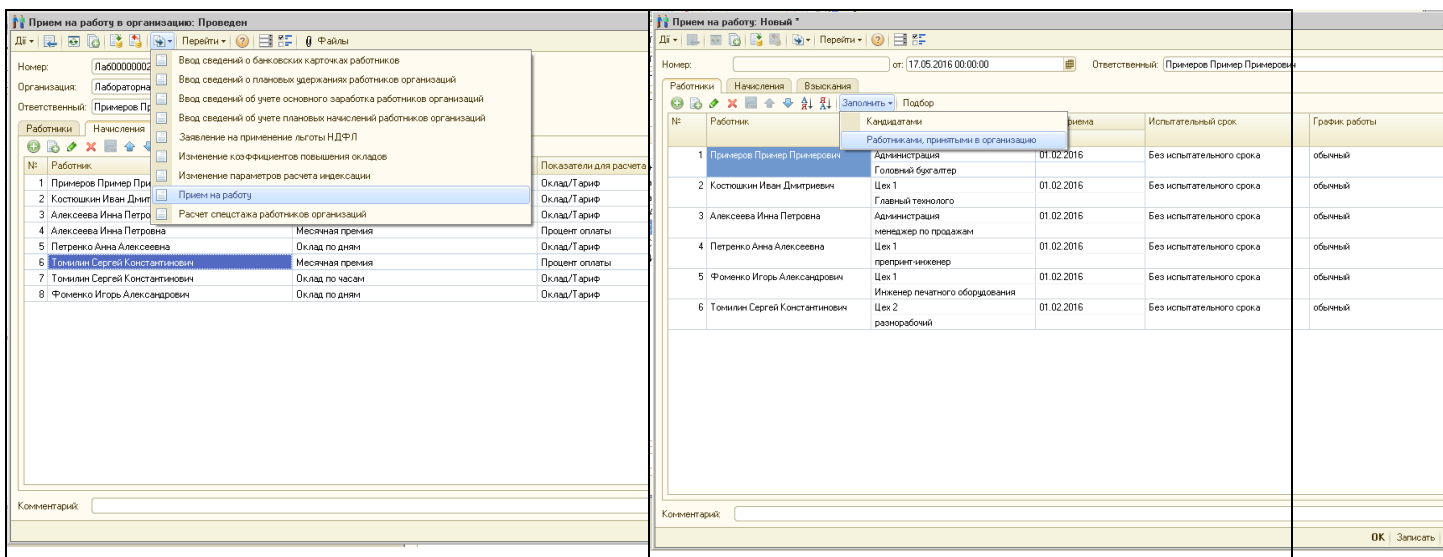 Прием на работу в организацию: Проведен
Дії Перейти Файлы
Номер: Лаб00000002
Организация: Лабораторна
Ответственный: Примеров Пр
Работники Начисления
Ввод сведений о банковских карточках работников
Ввод сведений о плановых удержаниях работников организаций
Ввод сведений об учете основного заработка работников организаций
Ввод сведений об учете плановых начислений работников организаций
Заявление на применение льготы НДФЛ
Изменение коэффициентов повышения окладов
Изменение параметров расчета индексации
Прием на работу
Расчет спецстажа работников организаций
№ Работник Показатели для расчета
1 Примеров Пример При Оклад/Тариф
2 Костюшкин Иван Дмит Оклад/Тариф
3 Алексеева Инна Петро Оклад/Тариф
4 Алексеева Инна Петровна Месячная премия Процент оплаты
5 Петренко Анна Алексеевна Оклад по дням Оклад/Тариф
6 Томилин Сергей Константинович Месячная премия Процент оплаты
7 Томилин Сергей Константинович Оклад по часам Оклад/Тариф
8 Фоменко Игорь Александрович Оклад по дням Оклад/Тариф
Комментарий:
Прием на работу: Новый *
Дії Перейти
Номер: от: 17.05.2016 00:00:00 Ответственный: Примеров Пример Примерович
Работники Начисления Взыскания
Заполнить Подбор
Кандидатами
Работниками, принятыми в организацию
№ Работник риема Испытательный срок График работы
1 Примеров Пример Примерович Администрация 01.02.2016 Без испытательного срока обычный
Головний бухгалтер
2 Костюшкин Иван Дмитриевич Цех 1 01.02.2016 Без испытательного срока обычный
Главный технолого
3 Алексеева Инна Петровна Администрация 01.02.2016 Без испытательного срока обычный
менеджер по продажам
4 Петренко Анна Алексеевна Цех 1 01.02.2016 Без испытательного срока обычный
препринт-инженер
5 Фоменко Игорь Александрович Цех 1 01.02.2016 Без испытательного срока обычный
Инженер печатного оборудования
6 Томилин Сергей Константинович Цех 2 01.02.2016 Без испытательного срока обычный
разнорабочий
Комментарий:
OK Записать